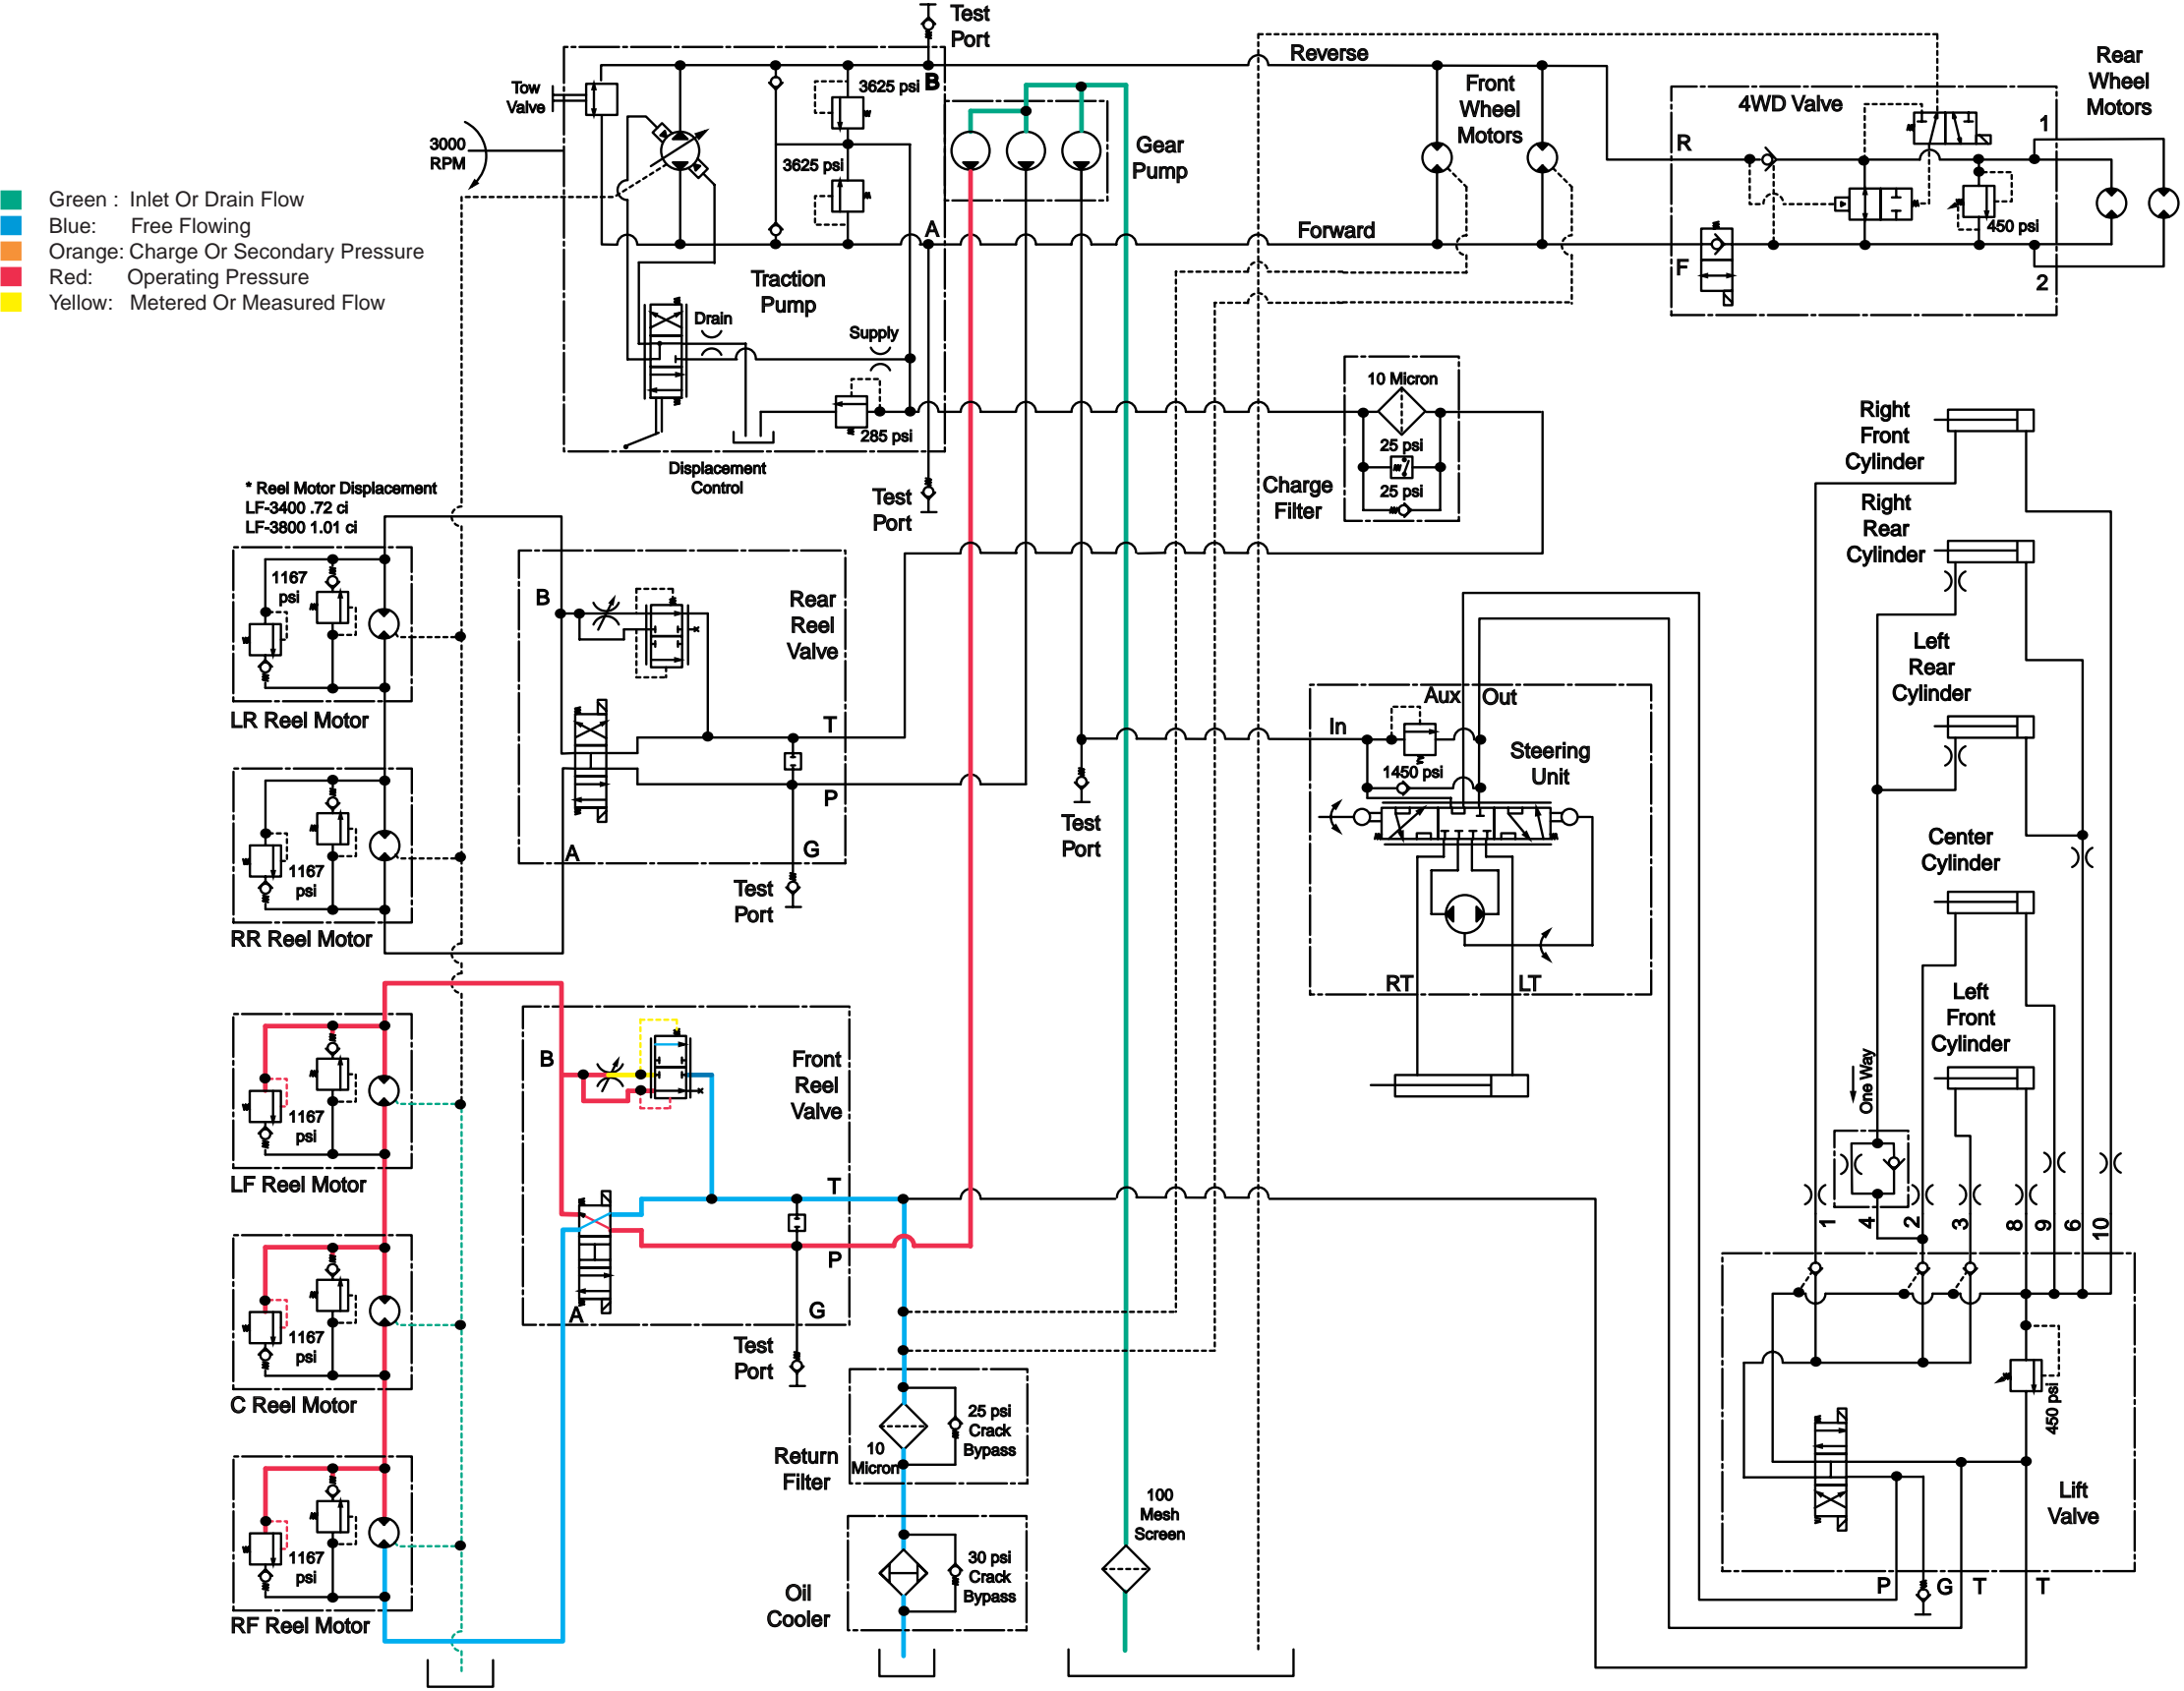 Test
Port
Tow
Valve
3000
RPM
3625 psi
B
3625 psi
A
Traction
Pump
Drain
Supply
285 psi
Displacement
Control
Test
Port
Gear
Pump
Reverse
Front
Wheel
Motors
Forward
4WD Valve
R
F
450 psi
1
2
Rear
Wheel
Motors
Green : Inlet Or Drain Flow
Blue: Free Flowing
Orange: Charge Or Secondary Pressure
Red: Operating Pressure
Yellow: Metered Or Measured Flow
10 Micron
25 psi
25 psi
Charge
Filter
Right
Front
Cylinder
Right
Rear
Cylinder
Left
Rear
Cylinder
Center
Cylinder
Left
Front
Cylinder
* Reel Motor Displacement
LF-3400 .72 ci
LF-3800 1.01 ci
1167
psi
LR Reel Motor
1167
psi
RR Reel Motor
B
Rear
Reel
Valve
T
P
A
G
Test
Port
Test
Port
In
Aux
Out
1450 psi
Steering
Unit
RT
LT
1167
psi
LF Reel Motor
1167
psi
C Reel Motor
1167
psi
RF Reel Motor
B
Front
Reel
Valve
T
P
A
G
Test
Port
25 psi
Crack
Bypass
10
Micron
Return
Filter
30 psi
Crack
Bypass
Oil
Cooler
100
Mesh
Screen
One Way
1
4
2
3
8
9
6
10
450 psi
Lift
Valve
P
G
T
T